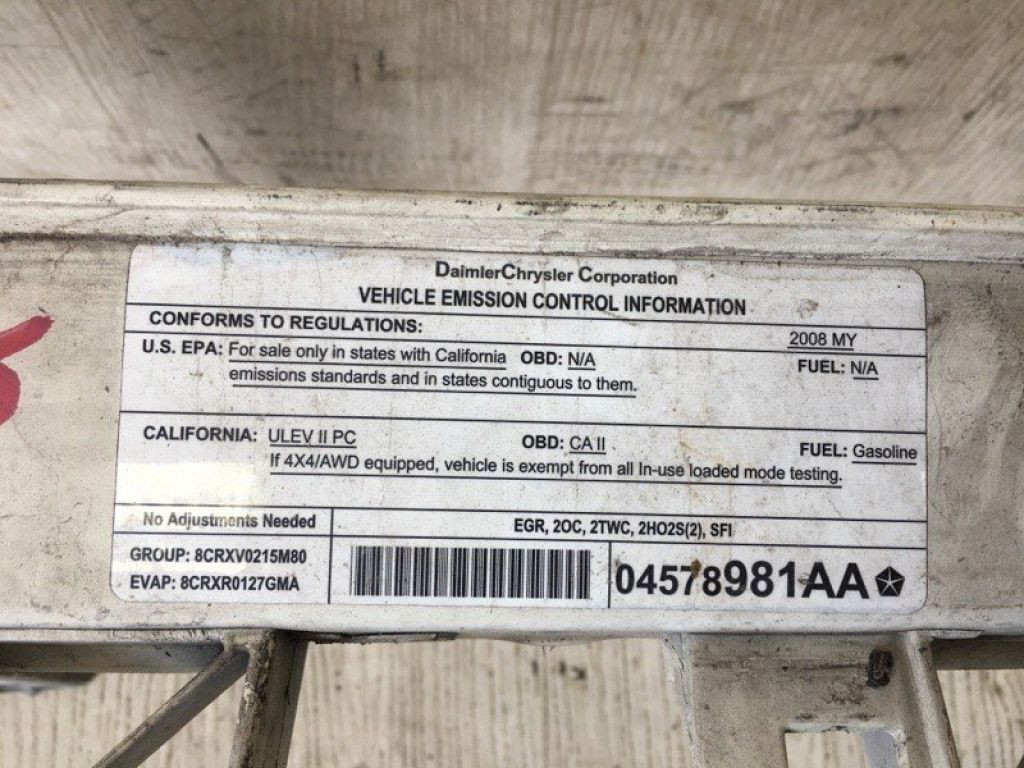 DaimlerChrysler Corporation
VEHICLE EMISSION CONTROL INFORMATION
CONFORMS TO REGULATIONS: 2008 MY
U.S. EPA: For sale only in states with California OBD: N/A FUEL: N/A
emissions standards and in states contiguous to them.
CALIFORNIA: ULEV II PC OBD: CA II FUEL: Gasoline
If 4X4/AWD equipped, vehicle is exempt from all In-use loaded mode testing.
No Adjustments Needed EGR, 2OC, 2TWC, 2HO2S(2), SFI
GROUP: 8CRXV0215M80
EVAP: 8CRXR0127GMA
04578981AA